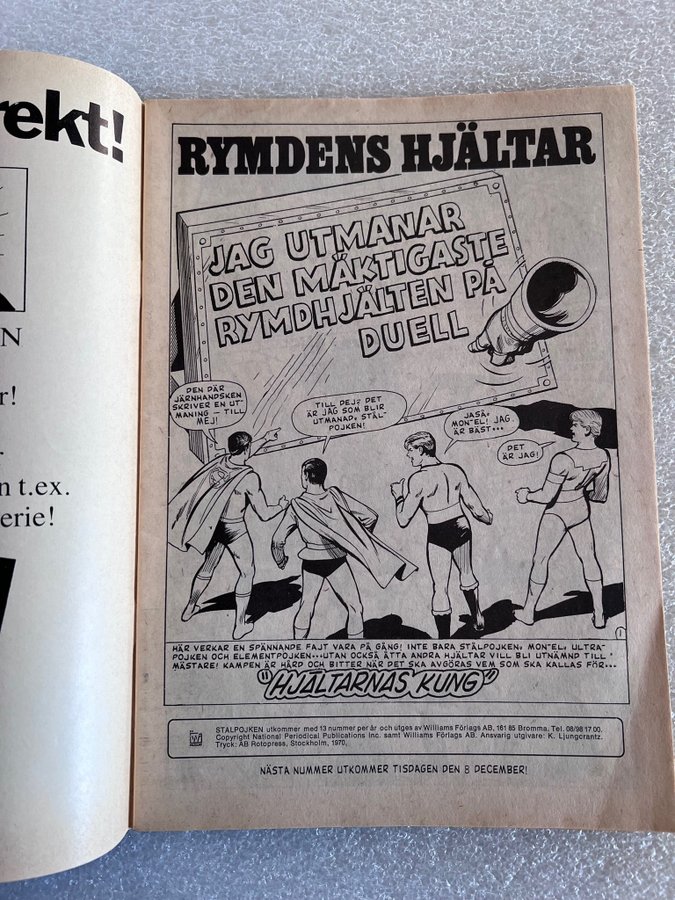 rekt!
N
r!
n t.ex.
erie!
RYMDENS HJÄLTAR
JAG UTMANAR
DEN MÄKTIGASTE
RYMDHJÄLTEN PÅ
DUELL
DEN DÄR
JÄRNHANDSKEN
SKRIVER EN UT-
MANING – TILL
MEJ!
TILL DEJ? DET
ÄR JAG SOM BLIR
UTMANAD, STÅL-
POJKEN!
JASÅ,
MON-EL! JAG
ÄR BÄST...
DET
ÄR JAG!
1
HÄR VERKAR EN SPÄNNANDE FAJT VARA PÅ GÅNG! INTE BARA STÅLPOJKEN, MON-EL, ULTRA-
POJKEN OCH ELEMENTPOJKEN...UTAN OCKSÅ ÅTTA ANDRA HJÄLTAR VILL BLI UTNÄMND TILL
MÄSTARE! KAMPEN ÄR HÅRD OCH BITTER NÄR DET SKA AVGÖRAS VEM SOM SKA KALLAS FÖR...
"HJÄLTARNAS KUNG"
W
STALPOJKEN utkommer med 13 nummer per år och utges av Williams Förlags AB, 161 85 Bromma. Tel. 08/98 17 00.
Copyright National Periodical Publications Inc. samt Williams Förlags AB. Ansvarig utgivare: K. Ljungcrantz.
Tryck: AB Rotopress, Stockholm, 1970,
NÄSTA NUMMER UTKOMMER TISDAGEN DEN 8 DECEMBER!